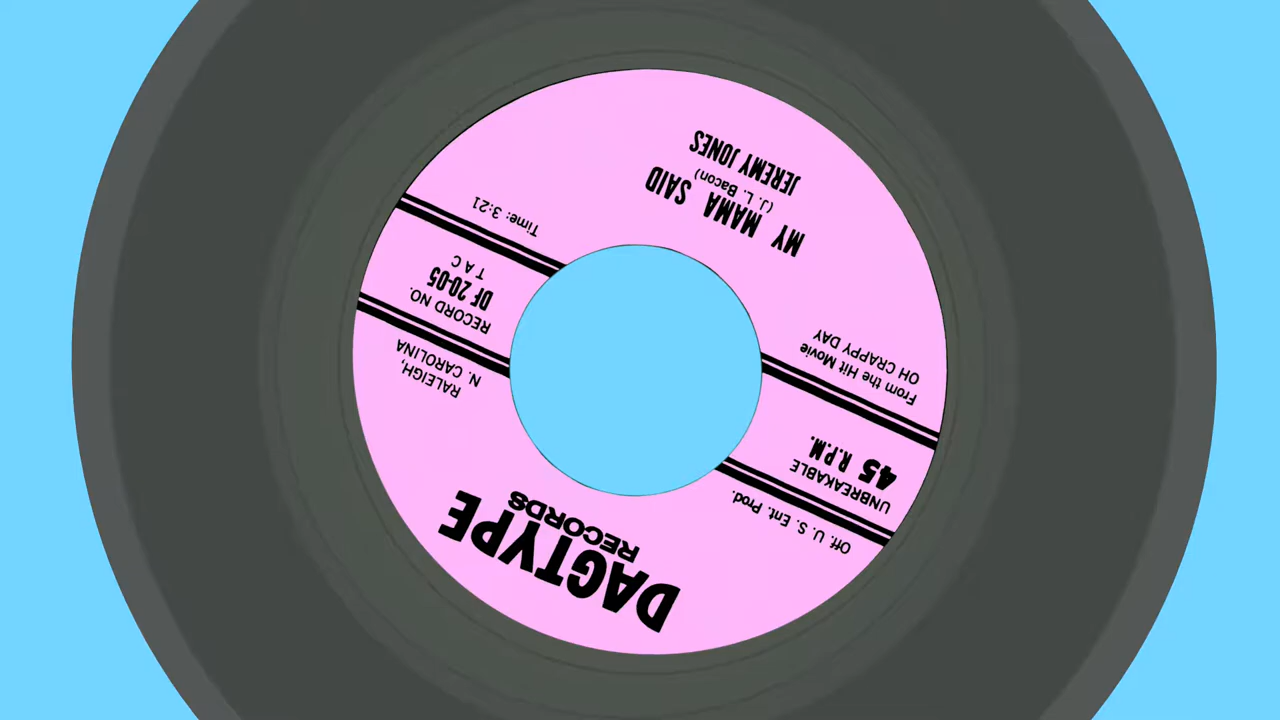 DAGTYPE
RECORDS
Off. U. S. Ent. Prod.
RALEIGH,
N. CAROLINA
UNBREAKABLE
45 R.P.M.
RECORD NO.
DF 20-05
T A C
From the Hit Movie
OH CRAPPY DAY
Time: 3:21
MY MAMA SAID
(J. L. Bacon)
JEREMY JONES